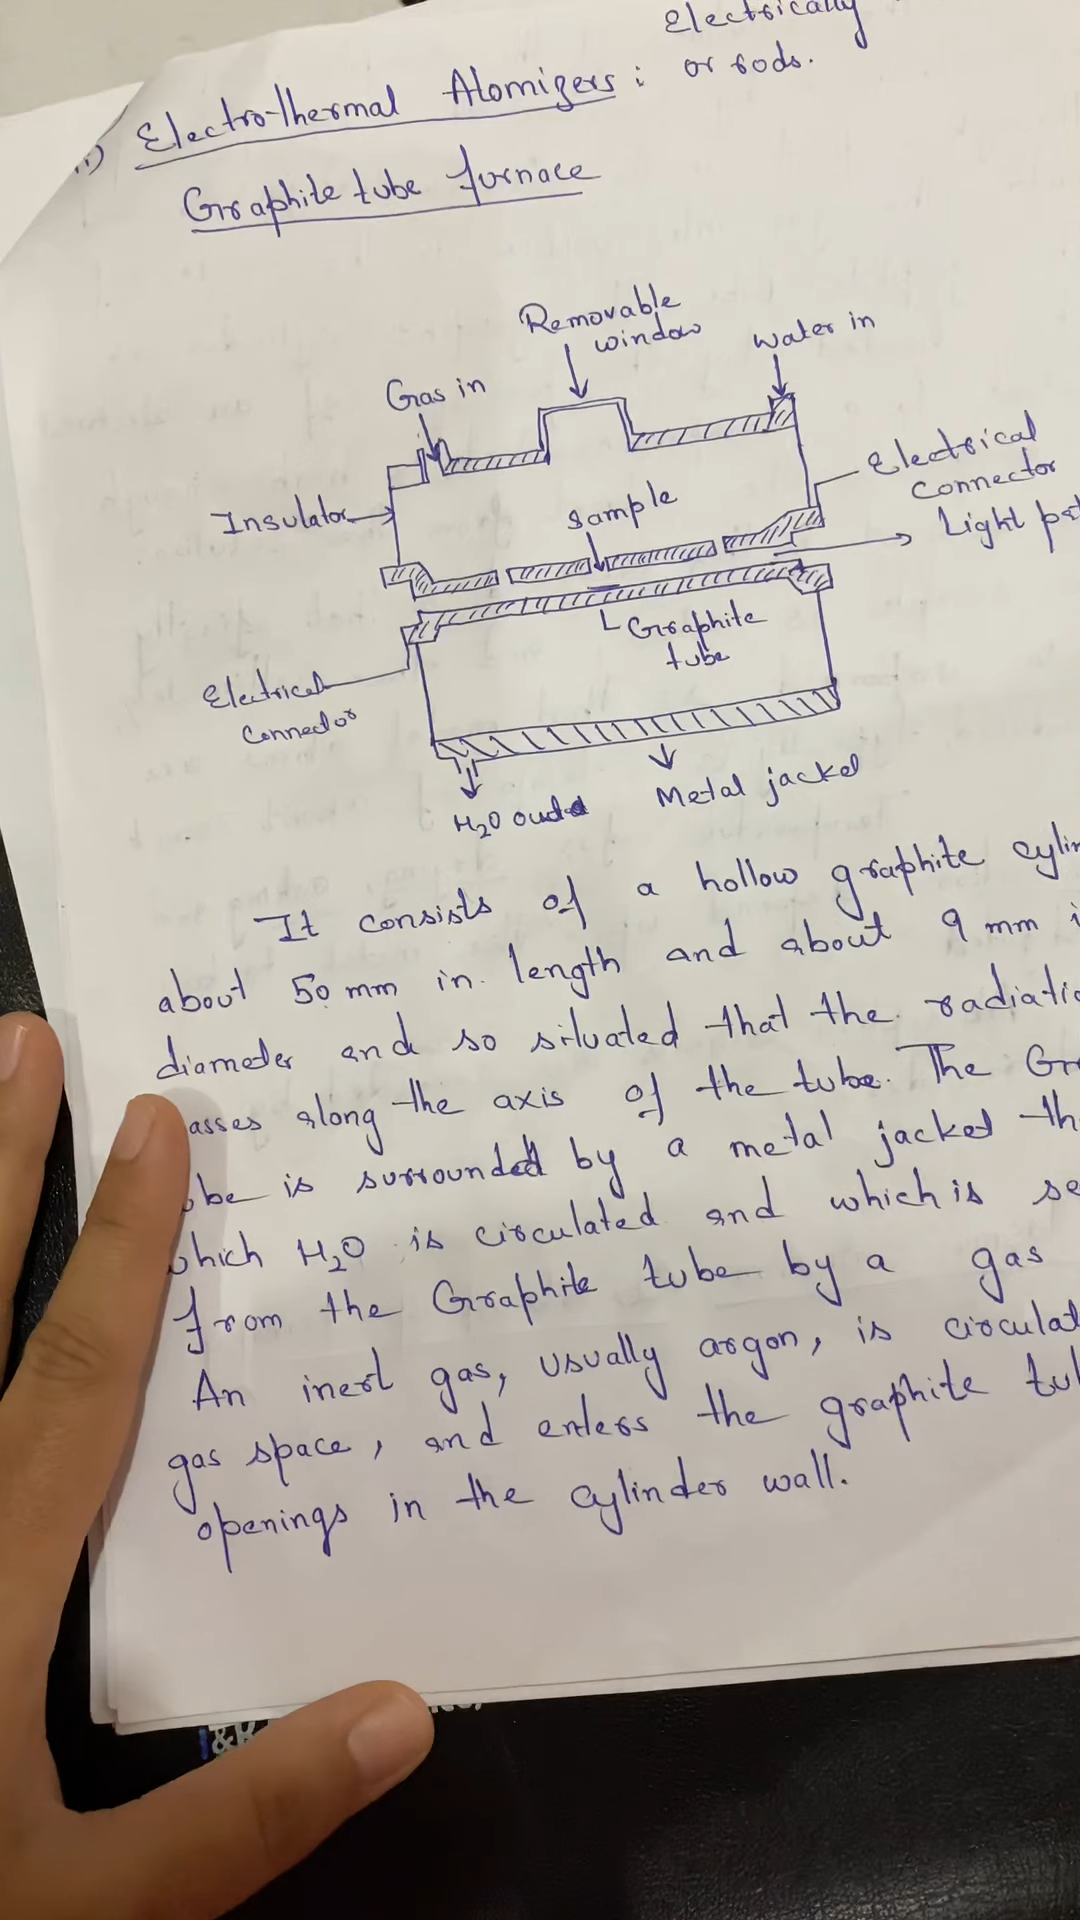 Electrically
Electro-thermal Atomizers : or rods.
Graphite tube furnace
Removable
window
Water in
Gas in
Electrical
Connector
Insulator
Sample
Light
Graphite
tube
Electrical
Connector
H₂O out
Metal jacket
It consists of a hollow graphite
about 50 mm in length and about 9 mm
diameter and so situated that the
along the axis of the tube. The
is surrounded by a metal jacket
H₂O is circulated and which is
from the Graphite tube by a gas
An inert gas, usually argon, is
gas space, and enters the graphite
openings in the cylinder wall.